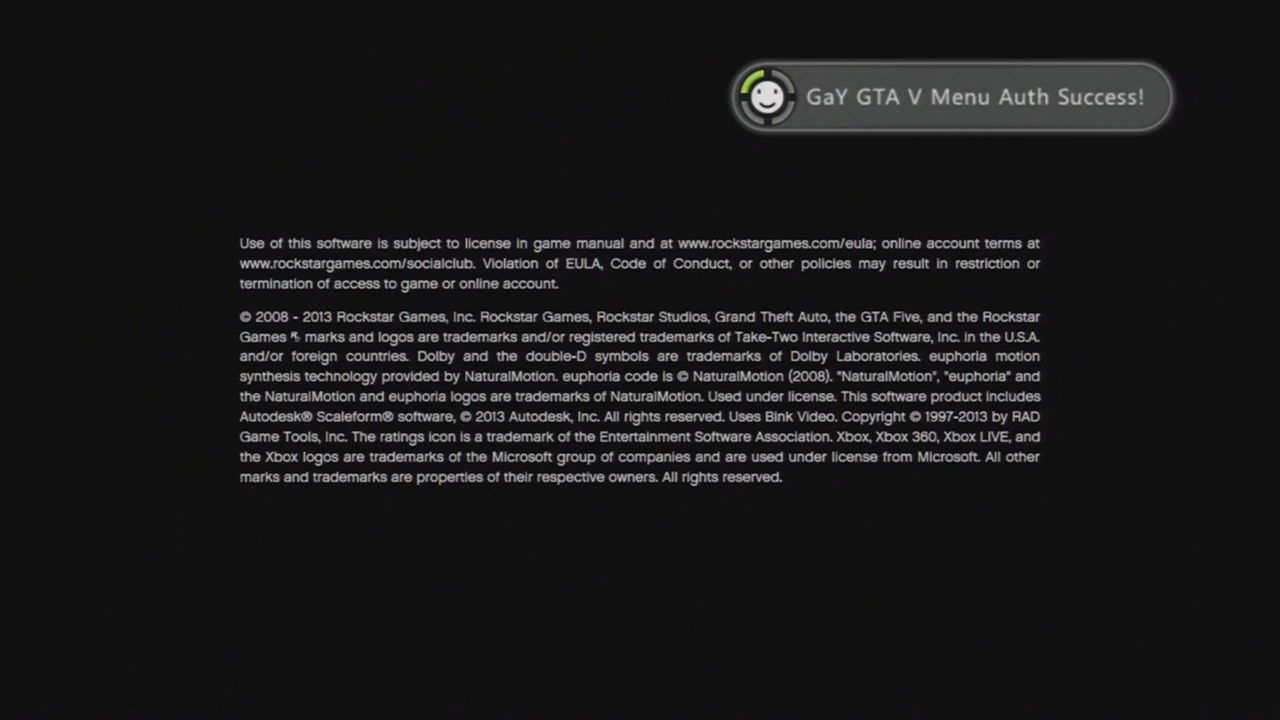 GaY GTA V Menu Auth Success!
Use of this software is subject to license in game manual and at www.rockstargames.com/eula; online account terms at
www.rockstargames.com/socialclub. Violation of EULA, Code of Conduct, or other policies may result in restriction or
termination of access to game or online account.
© 2008 - 2013 Rockstar Games, Inc. Rockstar Games, Rockstar Studios, Grand Theft Auto, the GTA Five, and the Rockstar
Games R* marks and logos are trademarks and/or registered trademarks of Take-Two Interactive Software, Inc. in the U.S.A.
and/or foreign countries. Dolby and the double-D symbols are trademarks of Dolby Laboratories. euphoria motion
synthesis technology provided by NaturalMotion. euphoria code is © NaturalMotion (2008). "NaturalMotion", "euphoria" and
the NaturalMotion and euphoria logos are trademarks of NaturalMotion. Used under license. This software product includes
Autodesk® Scaleform® software, © 2013 Autodesk, Inc. All rights reserved. Uses Bink Video. Copyright © 1997-2013 by RAD
Game Tools, Inc. The ratings icon is a trademark of the Entertainment Software Association. Xbox, Xbox 360, Xbox LIVE, and
the Xbox logos are trademarks of the Microsoft group of companies and are used under license from Microsoft. All other
marks and trademarks are properties of their respective owners. All rights reserved.